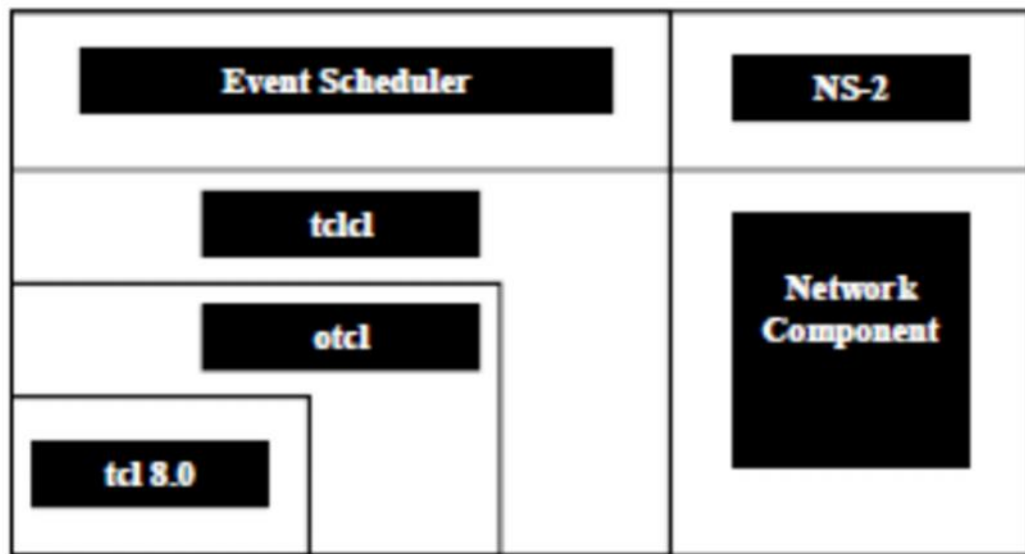 Event Scheduler
NS-2
tclcl
Network
Component
otcl
tcl 8.0